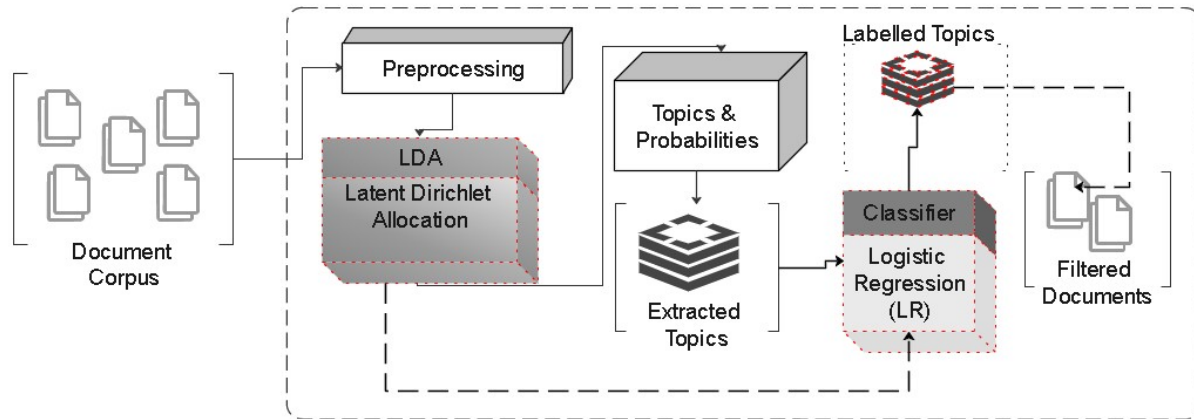 Document
Corpus
Preprocessing
LDA
Latent Dirichlet
Allocation
Topics &
Probabilities
Extracted
Topics
Labelled Topics
Classifier
Logistic
Regression
(LR)
Filtered
Documents